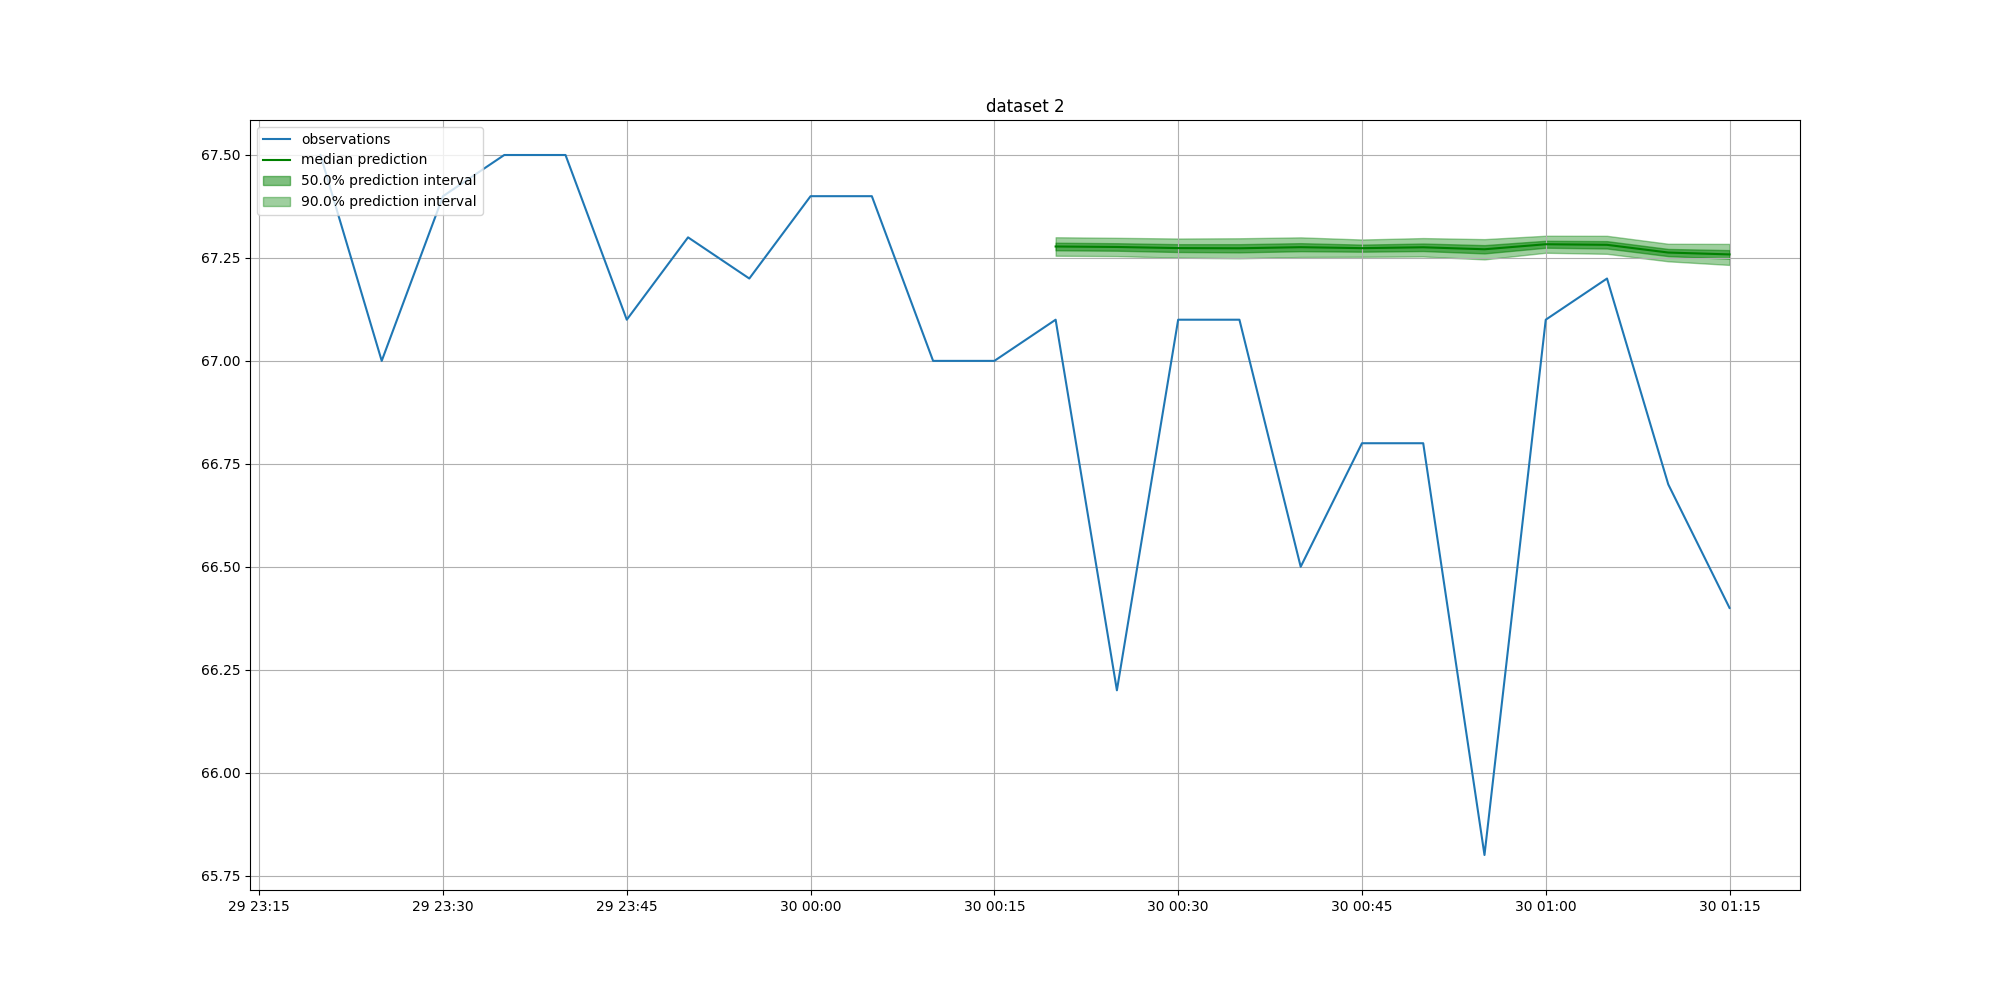 dataset 2
observations
median prediction
50.0% prediction interval
90.0% prediction interval
67.50
67.25
67.00
66.75
66.50
66.25
66.00
65.75
29 23:15 29 23:30 29 23:45 30 00:00 30 00:15 30 00:30 30 00:45 30 01:00 30 01:15